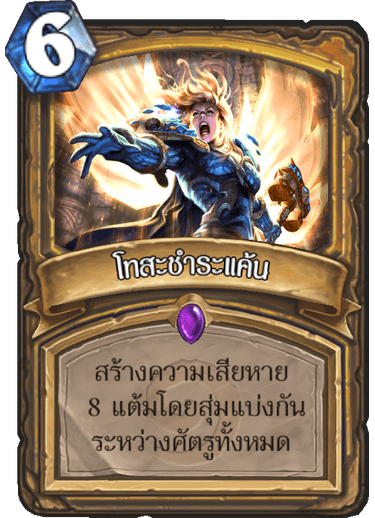 6
โทสะชำระแค้น
สร้างความเสียหาย
8 แต้มโดยสุ่มแบ่งกัน
ระหว่างศัตรูทั้งหมด